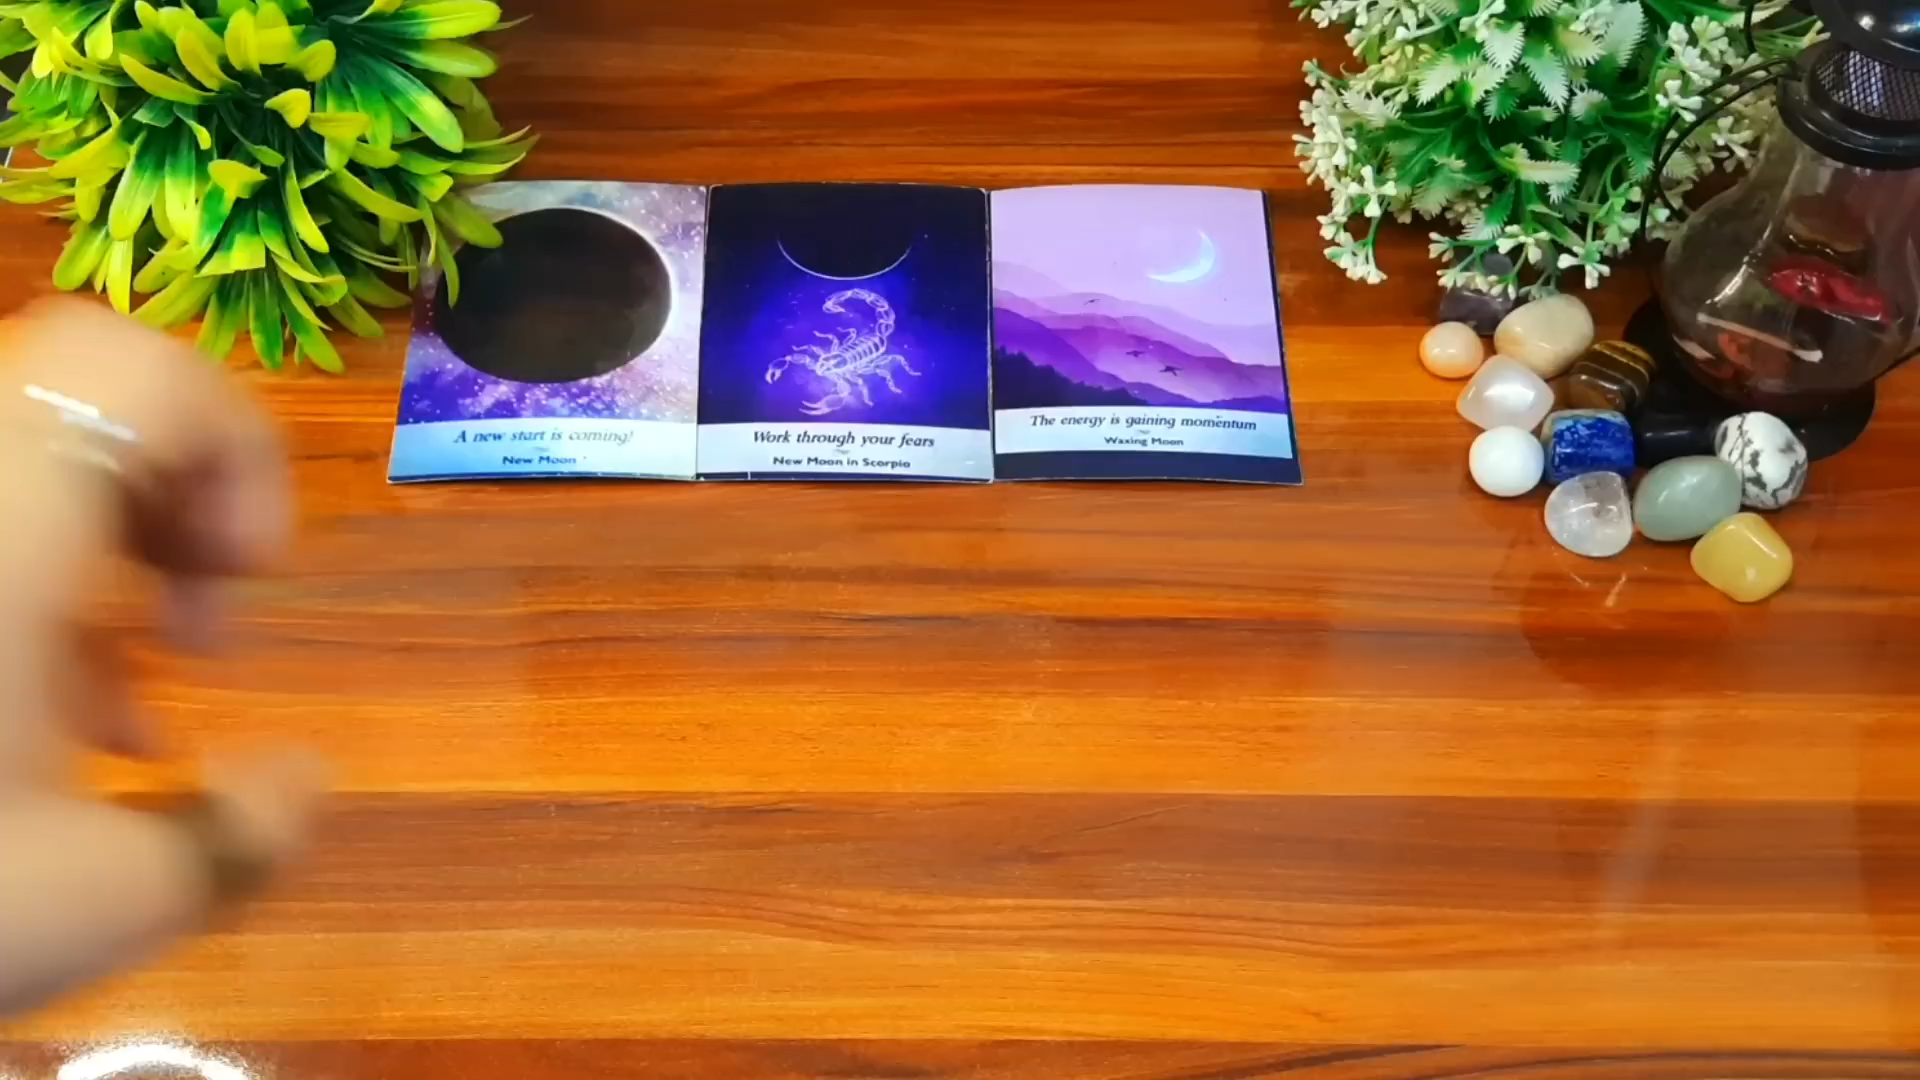 A new start is coming!
New Moon
Work through your fears
New Moon in Scorpio
The energy is gaining momentum
Waxing Moon